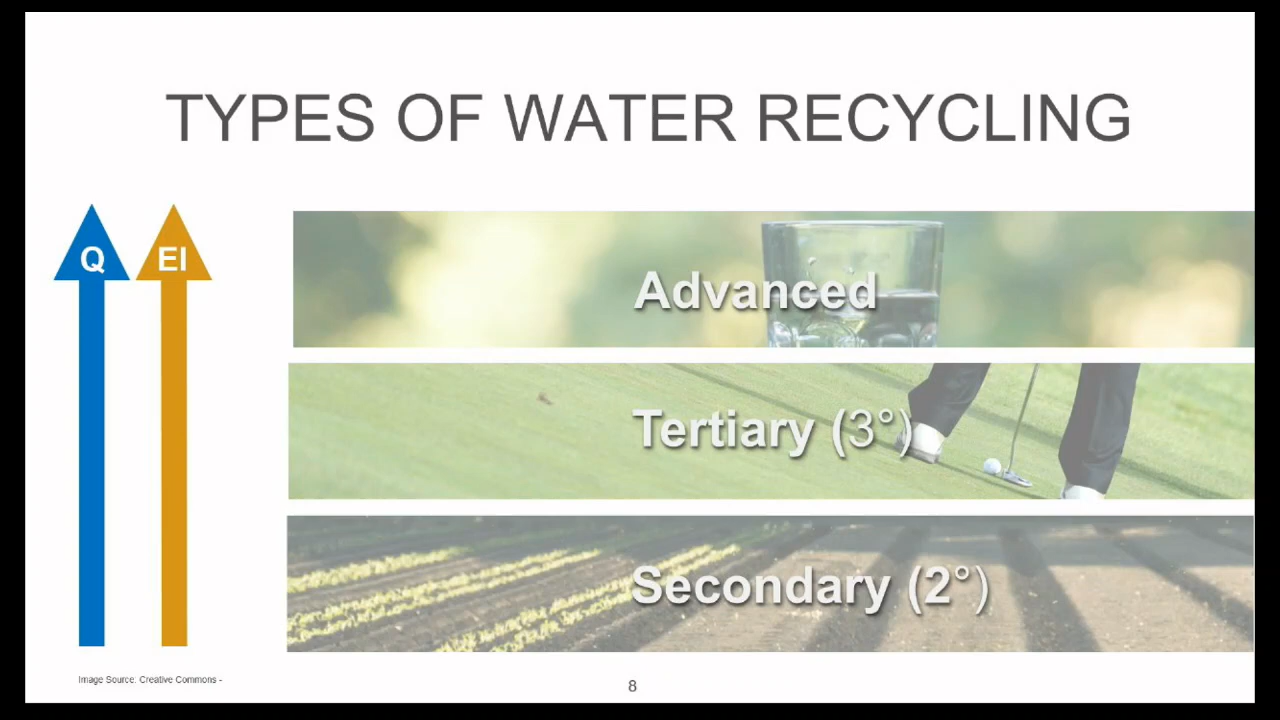 TYPES OF WATER RECYCLING
Q EI
Advanced
Tertiary (3°)
Secondary (2°)
Image Source: Creative Commons -
8